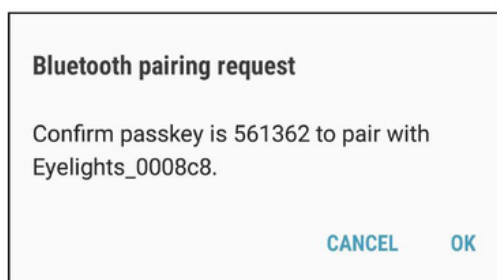 Bluetooth pairing request
Confirm passkey is 561362 to pair with
Eyelights_0008c8.
CANCEL OK